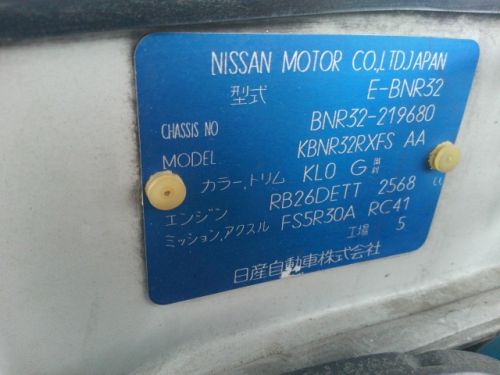 NISSAN MOTOR CO.,LTD.JAPAN
型式 E-BNR32
CHASSIS NO BNR32-219680
MODEL KBNR32RXFS AA
カラー,トリム KL0 G
エンジン RB26DETT 2568 cc
ミッション,アクスル FS5R30A RC41
工場 5
日産自動車株式会社